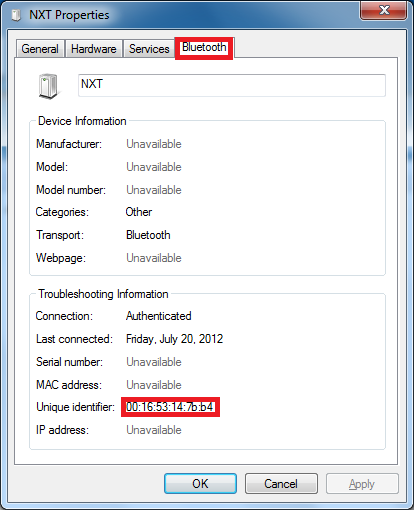 NXT Properties
General Hardware Services Bluetooth
NXT
Device Information
Manufacturer: Unavailable
Model: Unavailable
Model number: Unavailable
Categories: Other
Transport: Bluetooth
Webpage: Unavailable
Troubleshooting Information
Connection: Authenticated
Last connected: Friday, July 20, 2012
Serial number: Unavailable
MAC address: Unavailable
Unique identifier: 00:16:53:14:7b:b4
IP address: Unavailable
OK Cancel Apply